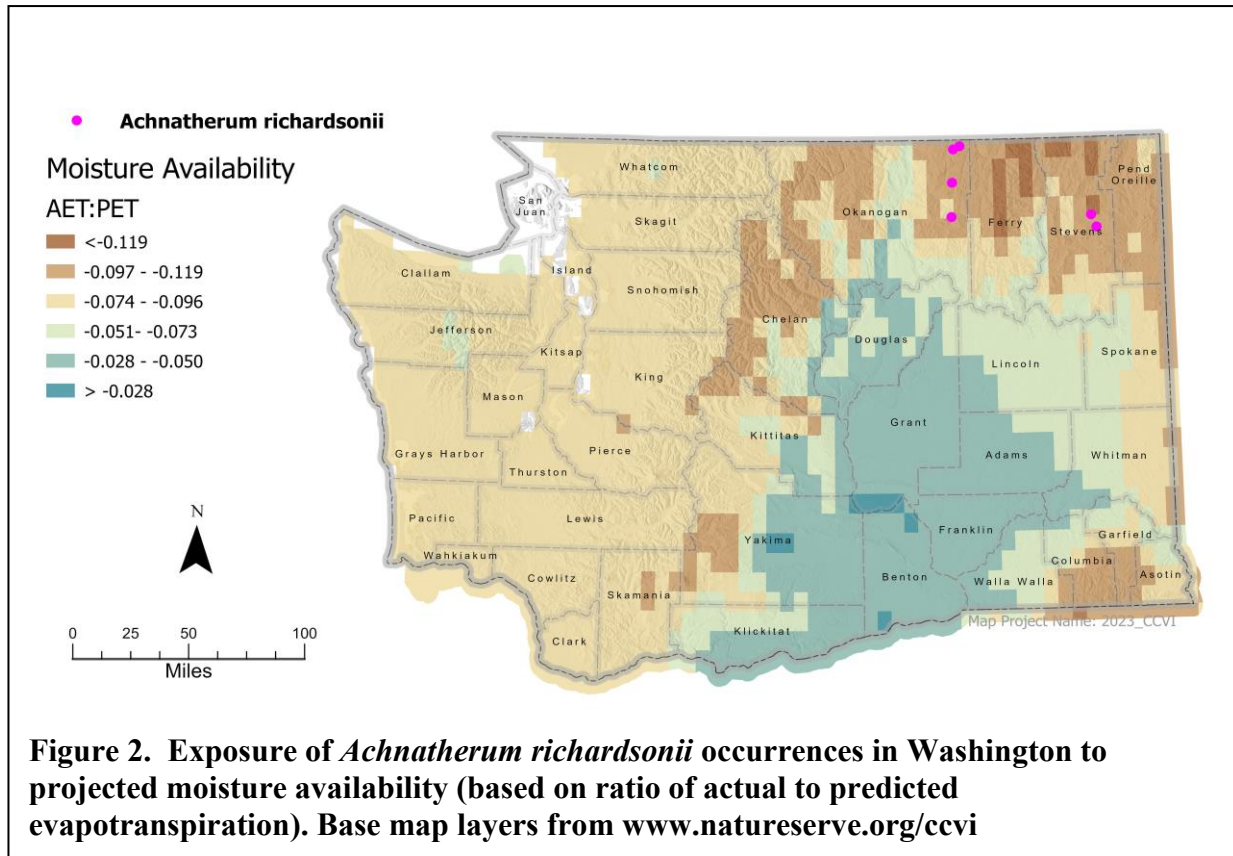 Achnatherum richardsonii
Moisture Availability
AET:PET
<-0.119
-0.097 - -0.119
-0.074 - -0.096
-0.051- -0.073
-0.028 - -0.050
> -0.028
Whatcom
San Juan
Skagit
Okanogan
Ferry
Stevens
Pend Oreille
Clallam
Island
Snohomish
Jefferson
Chelan
Douglas
Kitsap
King
Lincoln
Spokane
Mason
Grant
Kittitas
Grays Harbor
Pierce
Adams
Whitman
Thurston
Pacific
Lewis
Yakima
Franklin
Garfield
Wahkiakum
Columbia
Cowlitz
Benton
Walla Walla
Asotin
Skamania
Klickitat
Clark
N
0 25 50 100
Miles
Map Project Name: 2023_CCVI
Figure 2. Exposure of Achnatherum richardsonii occurrences in Washington to
projected moisture availability (based on ratio of actual to predicted
evapotranspiration). Base map layers from www.natureserve.org/ccvi